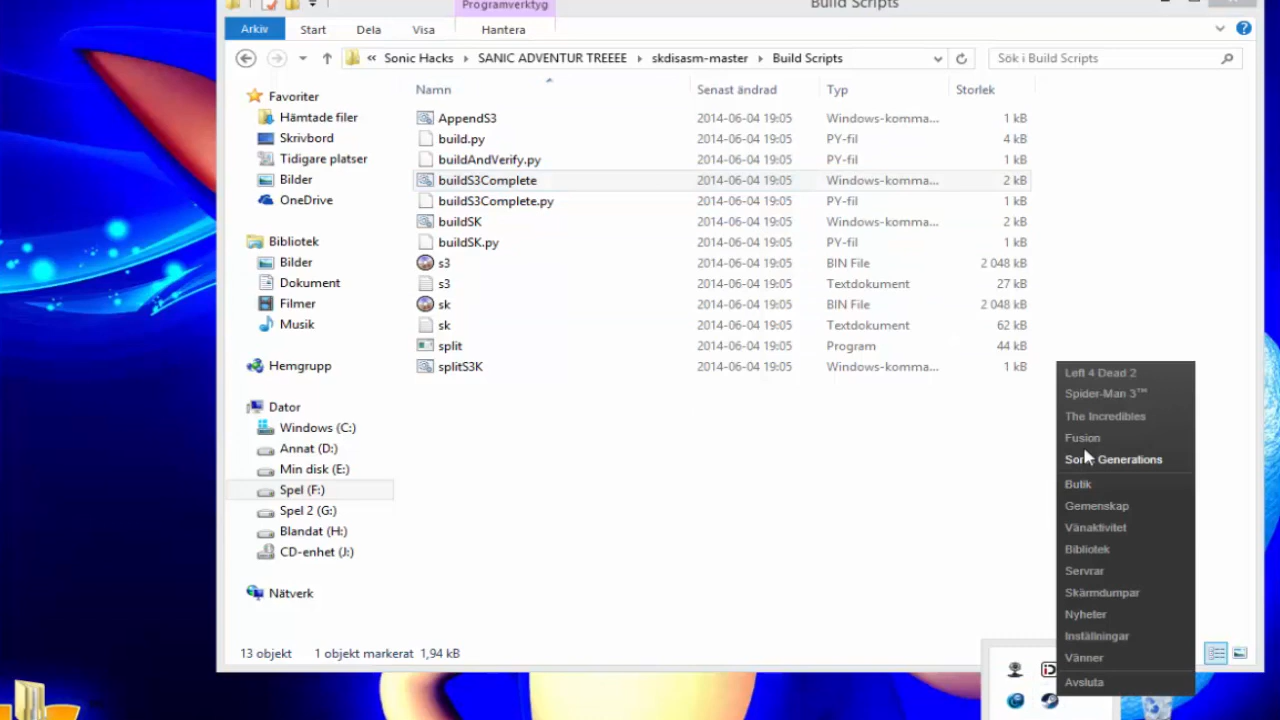 Programverktyg
Build Scripts
Arkiv Start Dela Visa Hantera
« Sonic Hacks SANIC ADVENTUR TREEEE skdisasm-master Build Scripts Sök i Build Scripts
Namn Senast ändrad Typ Storlek
Favoriter
Hämtade filer
Skrivbord
Tidigare platser
Bilder
OneDrive
Bibliotek
Bilder
Dokument
Filmer
Musik
Hemgrupp
Dator
Windows (C:)
Annat (D:)
Min disk (E:)
Spel (F:)
Spel 2 (G:)
Blandat (H:)
CD-enhet (J:)
Nätverk
AppendS3 2014-06-04 19:05 Windows-komma... 1 kB
build.py 2014-06-04 19:05 PY-fil 4 kB
buildAndVerify.py 2014-06-04 19:05 PY-fil 1 kB
buildS3Complete 2014-06-04 19:05 Windows-komma... 2 kB
buildS3Complete.py 2014-06-04 19:05 PY-fil 1 kB
buildSK 2014-06-04 19:05 Windows-komma... 1 kB
buildSK.py 2014-06-04 19:05 PY-fil 1 kB
s3 2014-06-04 19:05 BIN File 2 048 kB
s3 2014-06-04 19:05 Textdokument 27 kB
sk 2014-06-04 19:05 BIN File 2 048 kB
sk 2014-06-04 19:05 Textdokument 62 kB
split 2014-06-04 19:05 Program 44 kB
splitS3K 2014-06-04 19:05 Windows-komma... 1 kB
Left 4 Dead 2
Spider-Man 3™
The Incredibles
Fusion
Sonic Generations
Butik
Gemenskap
Vänaktivitet
Bibliotek
Servrar
Skärmdumpar
Nyheter
Inställningar
Vänner
Avsluta
13 objekt 1 objekt markerat 1,94 kB